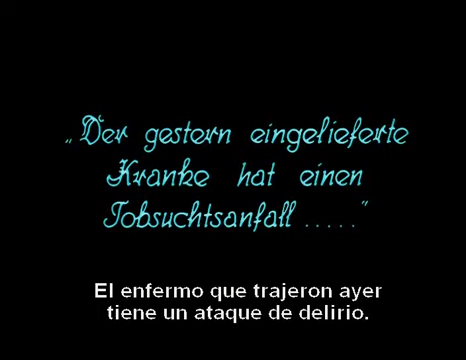 „Der gestern eingelieferte
Kranke hat einen
Tobsuchtsanfall ....."
El enfermo que trajeron ayer
tiene un ataque de delirio.